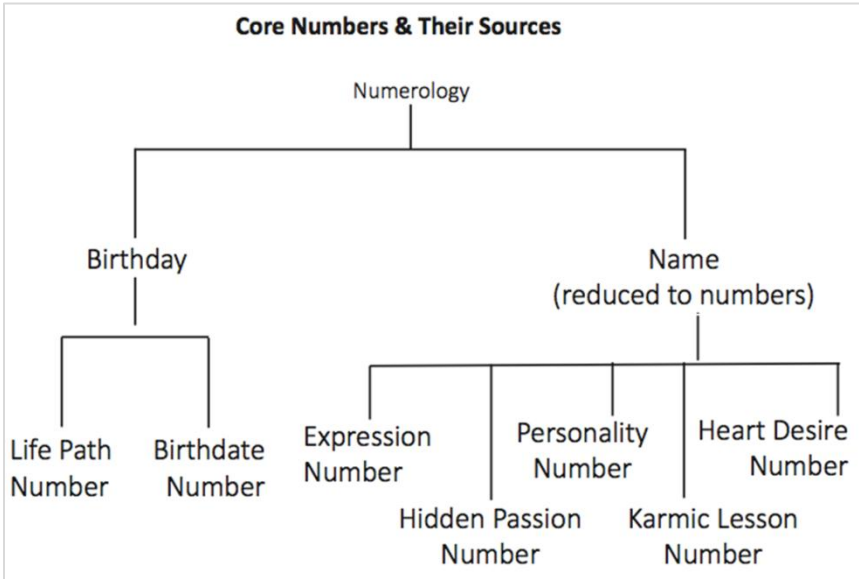 Core Numbers & Their Sources
Numerology
Birthday
Name
(reduced to numbers)
Life Path
Number
Birthdate
Number
Expression
Number
Hidden Passion
Number
Personality
Number
Karmic Lesson
Number
Heart Desire
Number